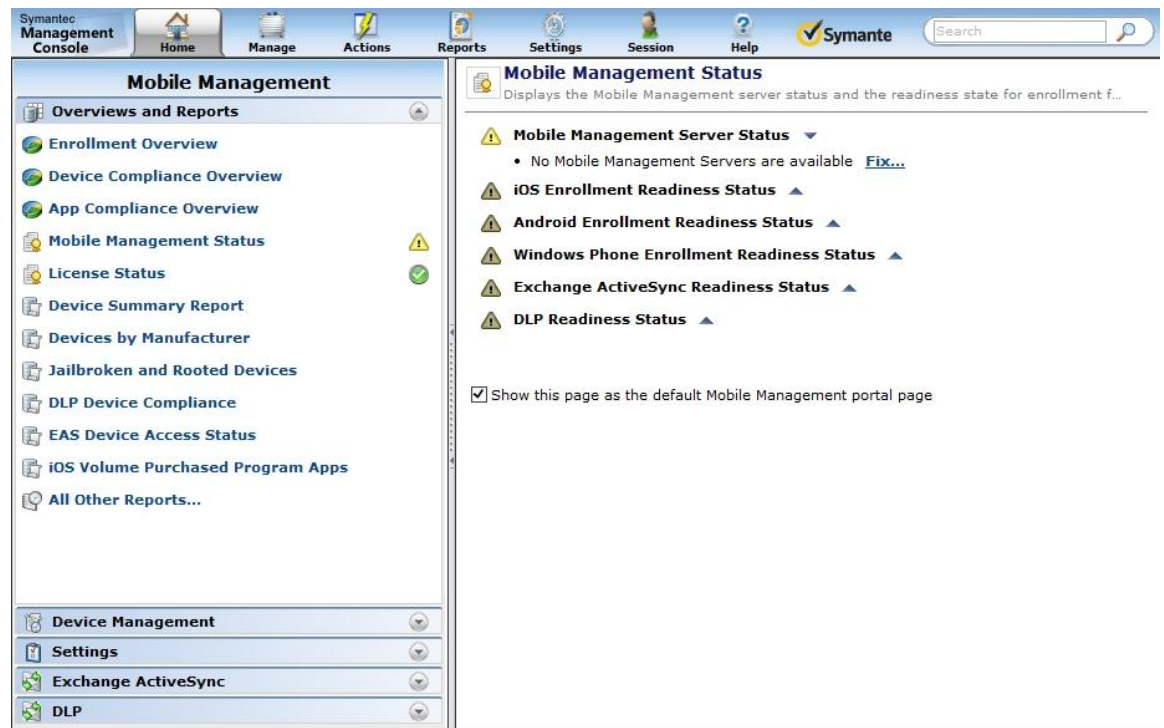 Symantec
Management
Console
Home
Manage
Actions
Reports
Settings
Session
Help
Symante
Search
Mobile Management
Overviews and Reports
Enrollment Overview
Device Compliance Overview
App Compliance Overview
Mobile Management Status
License Status
Device Summary Report
Devices by Manufacturer
Jailbroken and Rooted Devices
DLP Device Compliance
EAS Device Access Status
iOS Volume Purchased Program Apps
All Other Reports...
Device Management
Settings
Exchange ActiveSync
DLP
Mobile Management Status
Displays the Mobile Management server status and the readiness state for enrollment f...
Mobile Management Server Status
• No Mobile Management Servers are available Fix...
iOS Enrollment Readiness Status
Android Enrollment Readiness Status
Windows Phone Enrollment Readiness Status
Exchange ActiveSync Readiness Status
DLP Readiness Status
Show this page as the default Mobile Management portal page